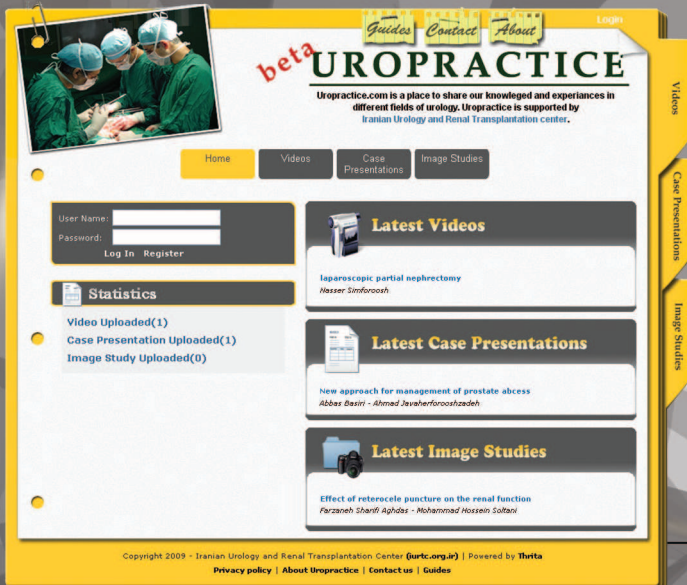 Guides Contact About
Login
beta
UROPRACTICE
Uropractice.com is a place to share our knowleged and experiances in
different fields of urology. Uropractice is supported by
Iranian Urology and Renal Transplantation center.
Home Videos Case Presentations Image Studies
Videos
Case Presentations
Image Studies
User Name:
Password:
Log In Register
Statistics
Video Uploaded(1)
Case Presentation Uploaded(1)
Image Study Uploaded(0)
Latest Videos
laparoscopic partial nephrectomy
Nasser Simforoosh
Latest Case Presentations
New approach for management of prostate abcess
Abbas Basiri - Ahmad Javaherforooshzadeh
Latest Image Studies
Effect of reterocele puncture on the renal function
Farzaneh Sharifi Aghdas - Mohammad Hossein Soltani
Copyright 2009 - Iranian Urology and Renal Transplantation Center (iurtc.org.ir) | Powered by Thrita
Privacy policy | About Uropractice | Contact us | Guides